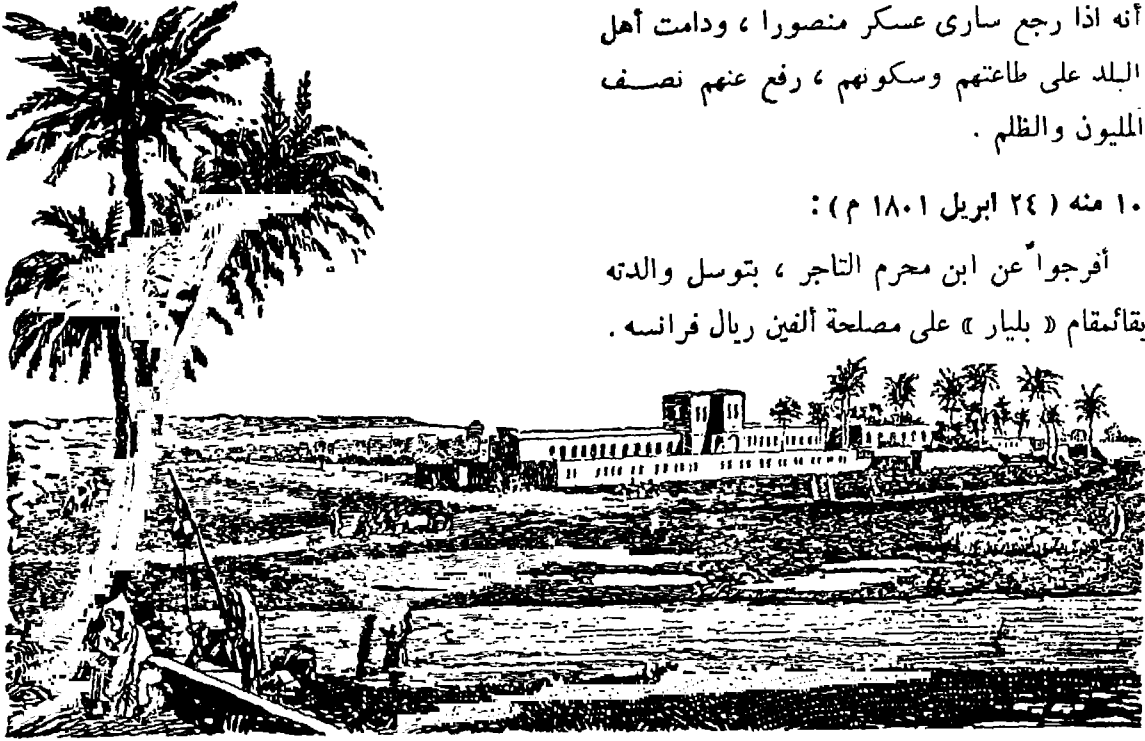 أنه اذا رجع سارى عسكر منصورا ، ودامت أهل
البلد على طاعتهم وسكونهم ، رفع عنهم نصف
المليون والظلم .
١٠ منه ( ٢٤ ابريل ١٨٠١ م ) :
أفرجوا عن ابن محرم التاجر ، بتوسل والدته
بقائمقام « بليار » على مصلحة ألفين ريال فرانسه .